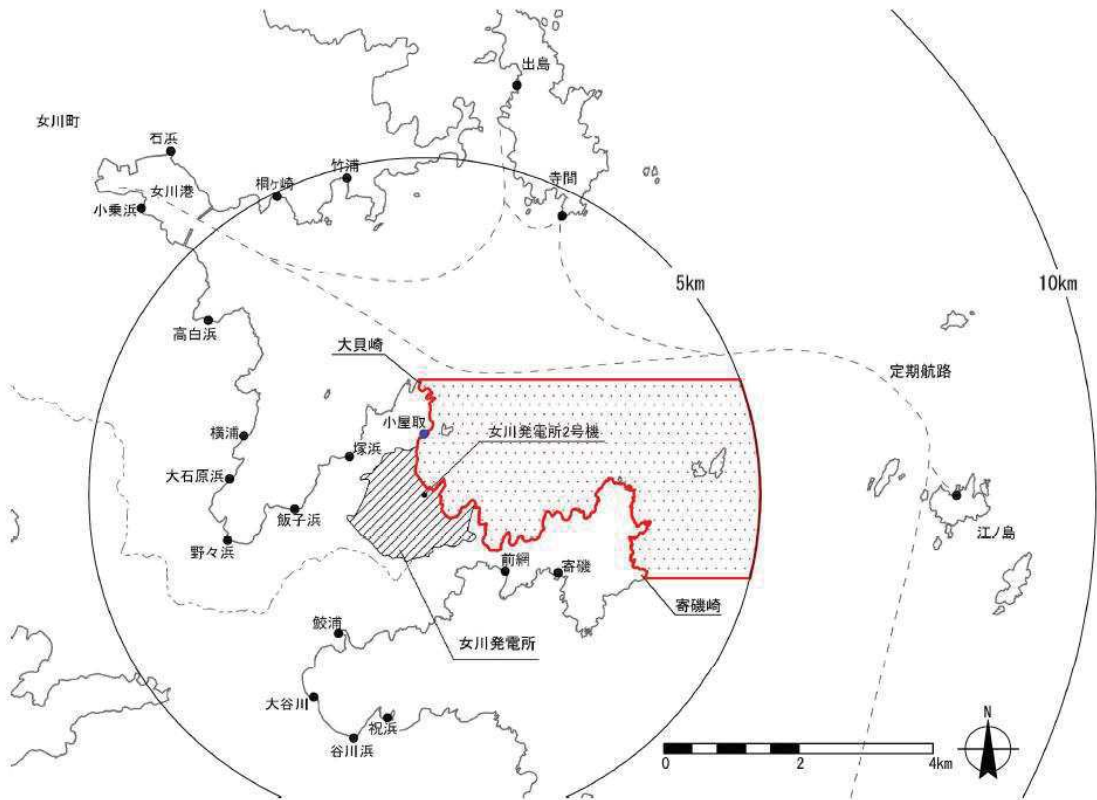 出島
女川町
石浜
竹浦
寺間
桐ヶ崎
女川港
小乗浜
5km
10km
高白浜
大貝崎
定期航路
小屋取
女川発電所2号機
横浦
塚浜
大石原浜
飯子浜
江ノ島
野々浜
前網
寄磯
寄磯崎
鮫浦
女川発電所
大谷川
祝浜
谷川浜
N
0
2
4km